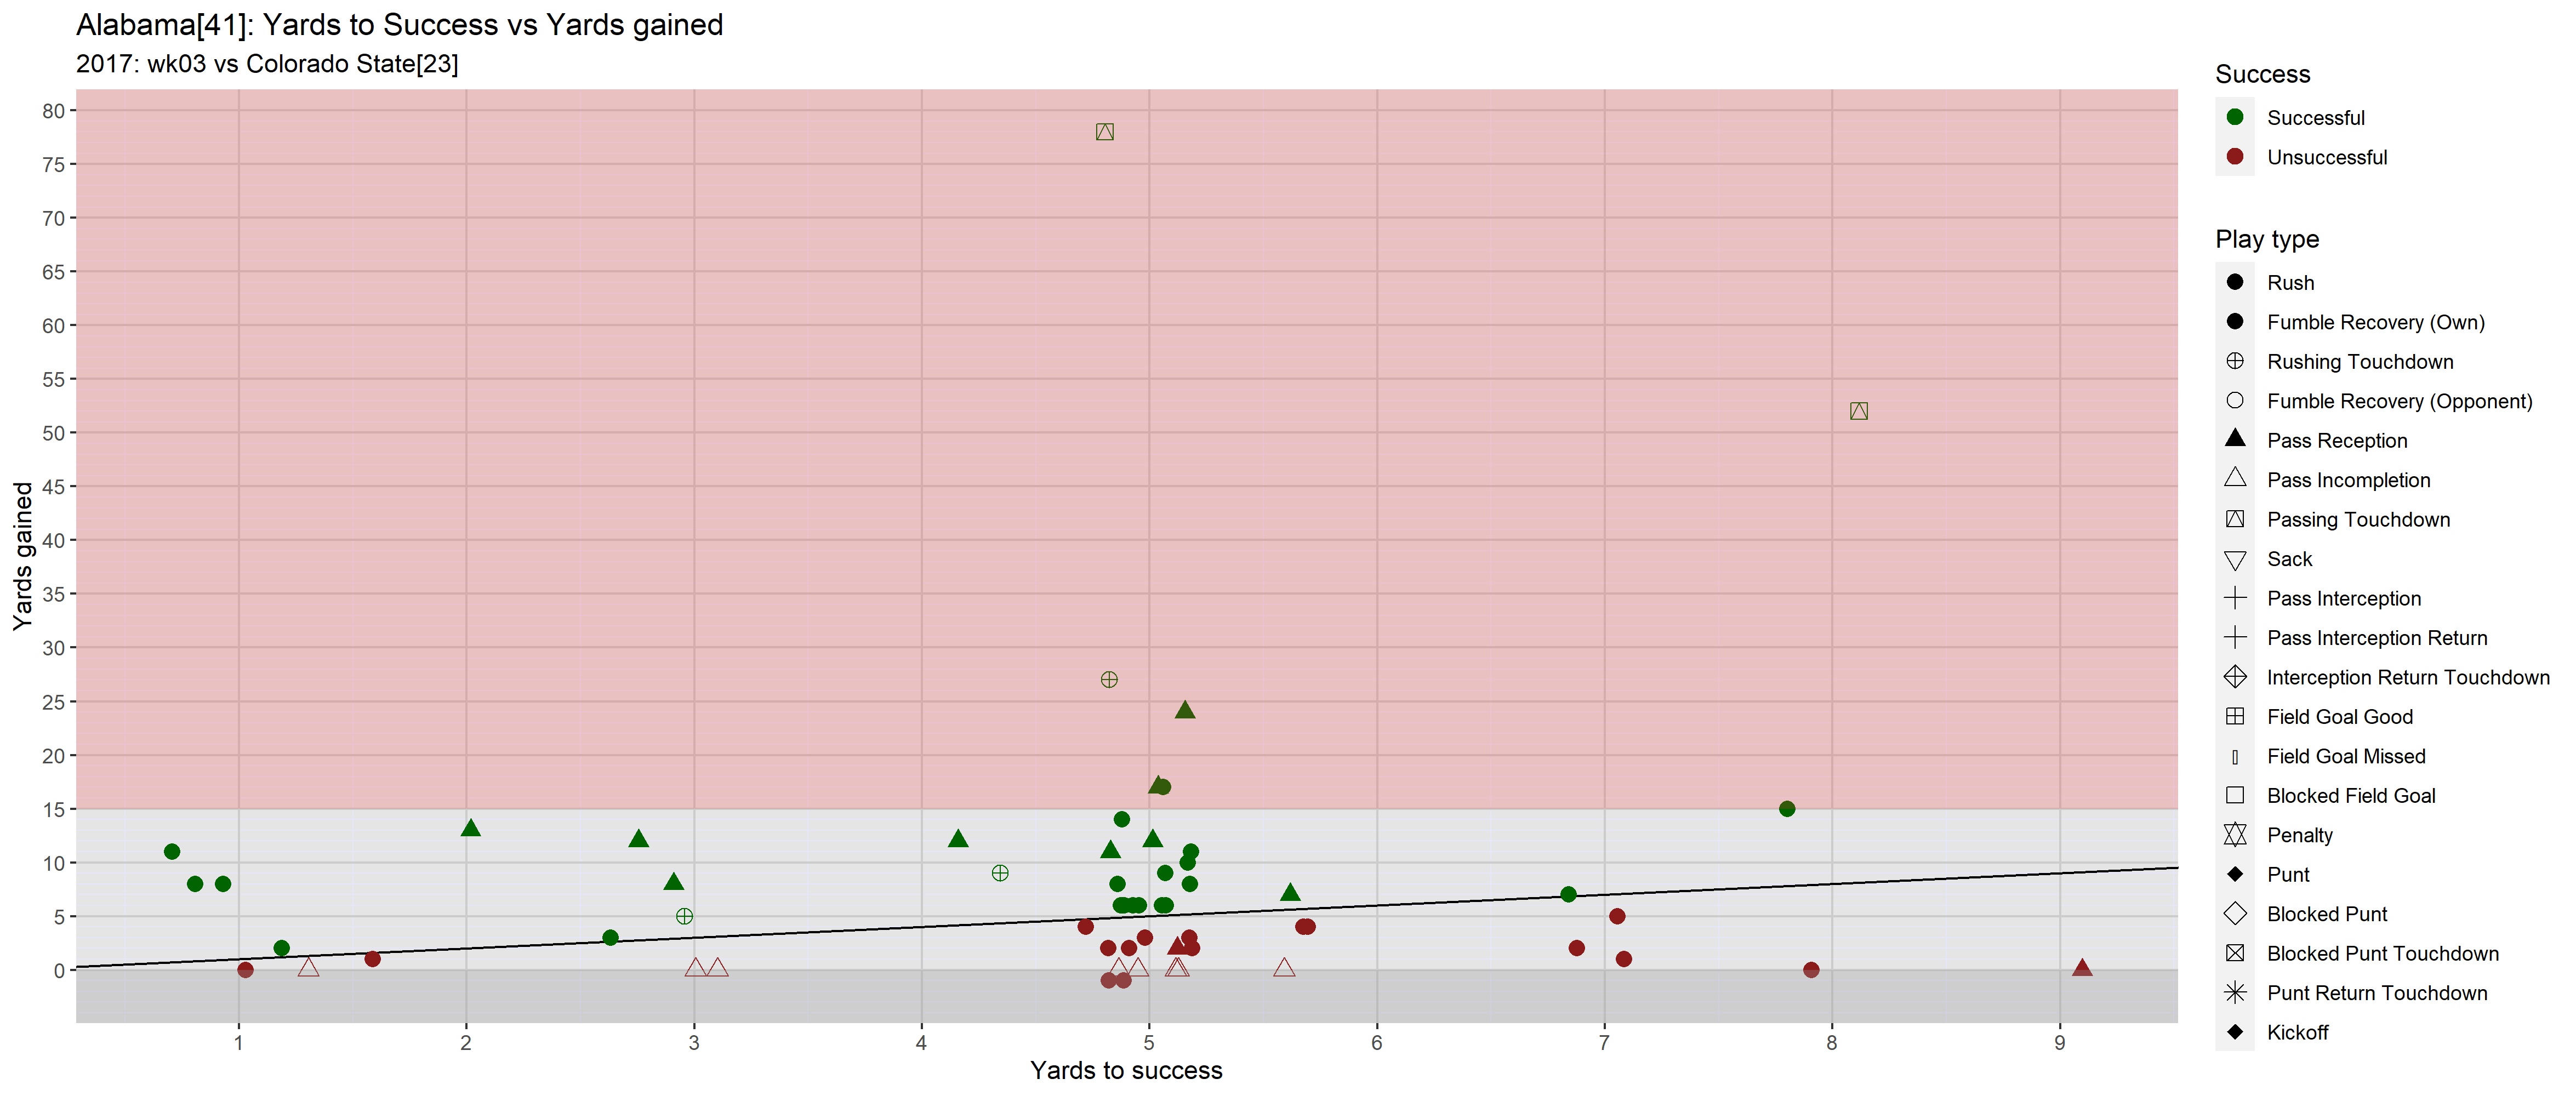 Alabama[41]: Yards to Success vs Yards gained
2017: wk03 vs Colorado State[23]
Yards gained
80
75
70
65
60
55
50
45
40
35
30
25
20
15
10
5
0
1 2 3 4 5 6 7 8 9
Yards to success
Success
Successful
Unsuccessful
Play type
Rush
Fumble Recovery (Own)
Rushing Touchdown
Fumble Recovery (Opponent)
Pass Reception
Pass Incompletion
Passing Touchdown
Sack
Pass Interception
Pass Interception Return
Interception Return Touchdown
Field Goal Good
Field Goal Missed
Blocked Field Goal
Penalty
Punt
Blocked Punt
Blocked Punt Touchdown
Punt Return Touchdown
Kickoff